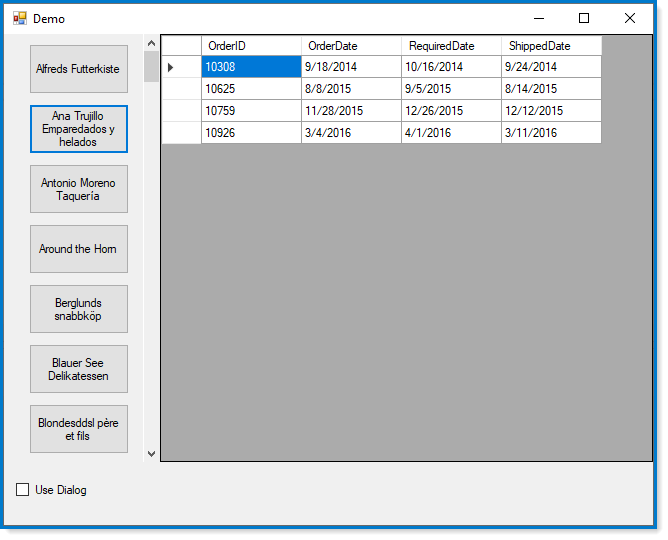 Demo
Alfreds Futterkiste
Ana Trujillo
Emparedados y
helados
Antonio Moreno
Taquería
Around the Horn
Berglunds
snabbköp
Blauer See
Delikatessen
Blondesddsl père
et fils
OrderID OrderDate RequiredDate ShippedDate
10308 9/18/2014 10/16/2014 9/24/2014
10625 8/8/2015 9/5/2015 8/14/2015
10759 11/28/2015 12/26/2015 12/12/2015
10926 3/4/2016 4/1/2016 3/11/2016
Use Dialog